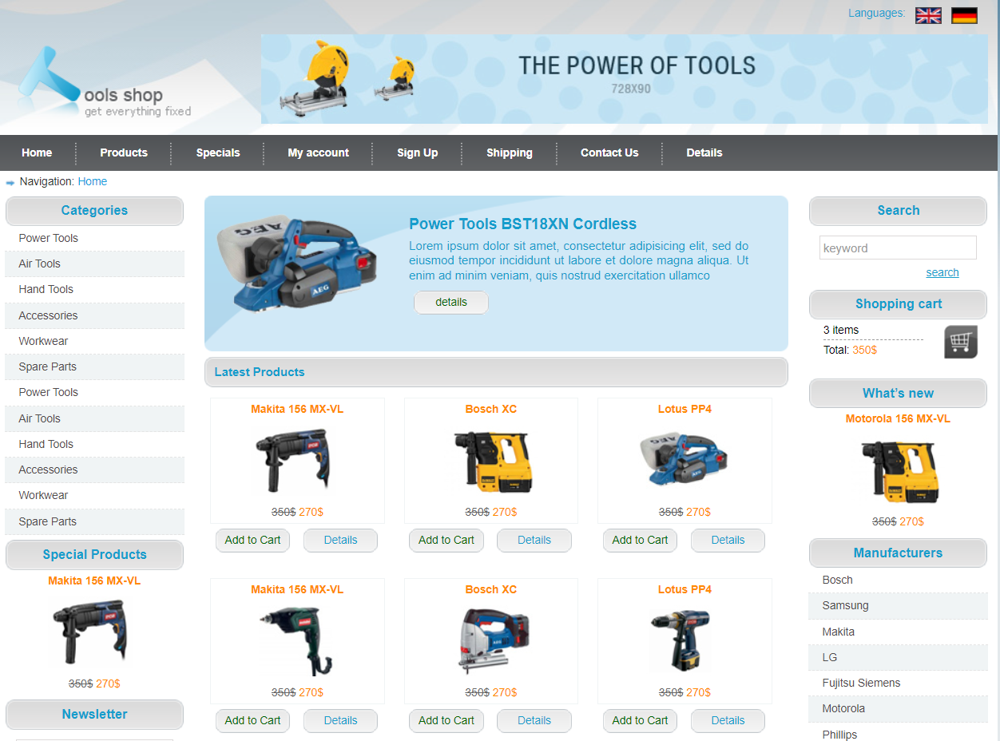 Languages:
ools shop
get everything fixed
THE POWER OF TOOLS
728X90
Home
Products
Specials
My account
Sign Up
Shipping
Contact Us
Details
Navigation: Home
Categories
Power Tools
Air Tools
Hand Tools
Accessories
Workwear
Spare Parts
Power Tools
Air Tools
Hand Tools
Accessories
Workwear
Spare Parts
Special Products
Makita 156 MX-VL
350$ 270$
Newsletter
AEG
AEG
Power Tools BST18XN Cordless
Lorem ipsum dolor sit amet, consectetur adipisicing elit, sed do
eiusmod tempor incididunt ut labore et dolore magna aliqua. Ut
enim ad minim veniam, quis nostrud exercitation ullamco
details
Latest Products
Makita 156 MX-VL
350$ 270$
Add to Cart
Details
Bosch XC
350$ 270$
Add to Cart
Details
Lotus PP4
AEG
AEG
350$ 270$
Add to Cart
Details
Makita 156 MX-VL
350$ 270$
Add to Cart
Details
Bosch XC
AEG
350$ 270$
Add to Cart
Details
Lotus PP4
350$ 270$
Add to Cart
Details
Search
keyword
search
Shopping cart
3 items
Total: 350$
What's new
Motorola 156 MX-VL
350$ 270$
Manufacturers
Bosch
Samsung
Makita
LG
Fujitsu Siemens
Motorola
Phillips